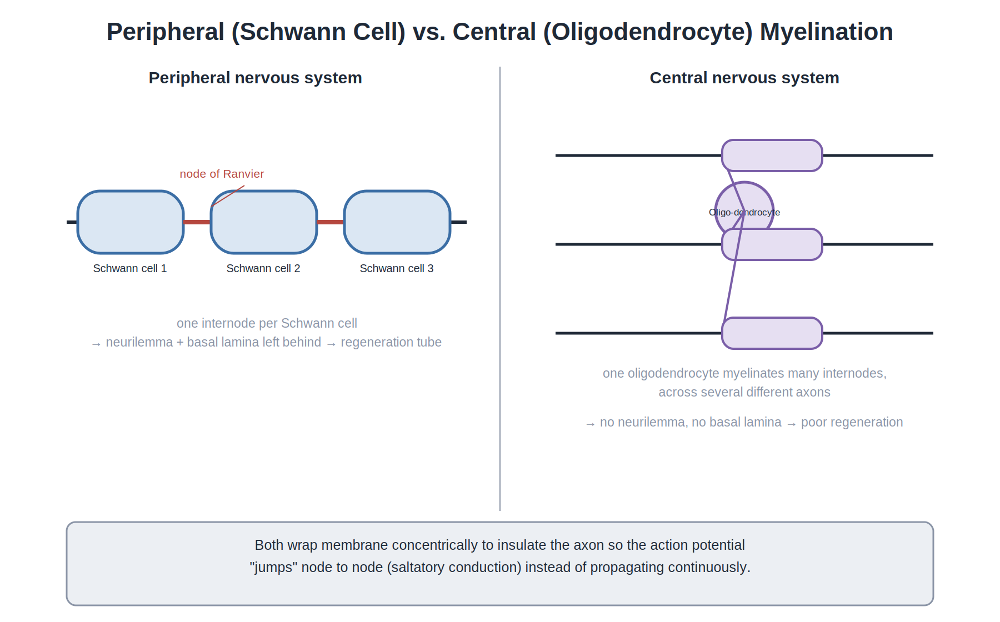 Peripheral (Schwann Cell) vs. Central (Oligodendrocyte) Myelination
Peripheral nervous system
node of Ranvier
Schwann cell 1
Schwann cell 2
Schwann cell 3
one internode per Schwann cell
→ neurilemma + basal lamina left behind → regeneration tube
Central nervous system
Oligo-dendrocyte
one oligodendrocyte myelinates many internodes,
across several different axons
→ no neurilemma, no basal lamina → poor regeneration
Both wrap membrane concentrically to insulate the axon so the action potential
"jumps" node to node (saltatory conduction) instead of propagating continuously.